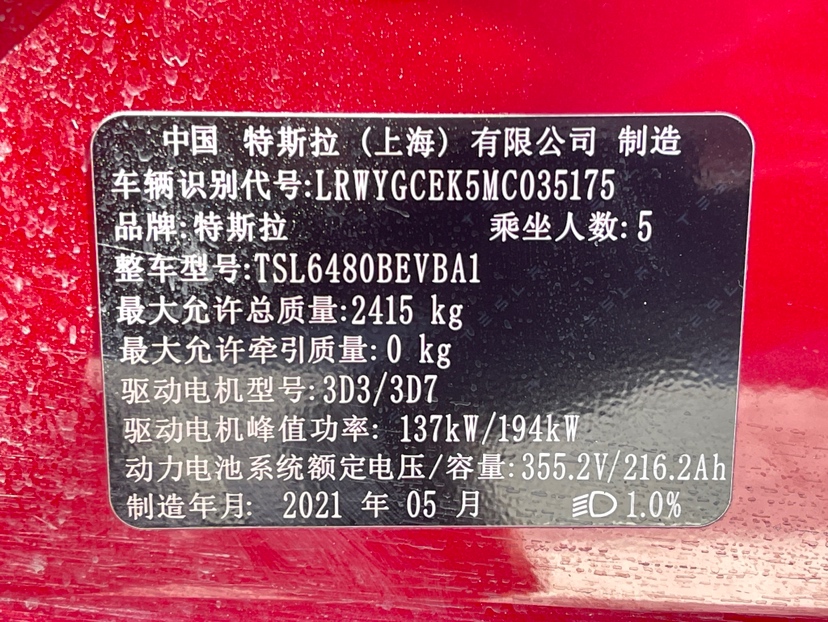 中国 特斯拉 (上海) 有限公司 制造
车辆识别代号:LRWYGCEK5MC035175
品牌:特斯拉 乘坐人数:5
整车型号:TSL6480BEVBA1
最大允许总质量:2415 kg
最大允许牵引质量:0 kg
驱动电机型号:3D3/3D7
驱动电机峰值功率: 137kW/194kW
动力电池系统额定电压/容量:355.2V/216.2Ah
制造年月: 2021 年 05 月 1.0%